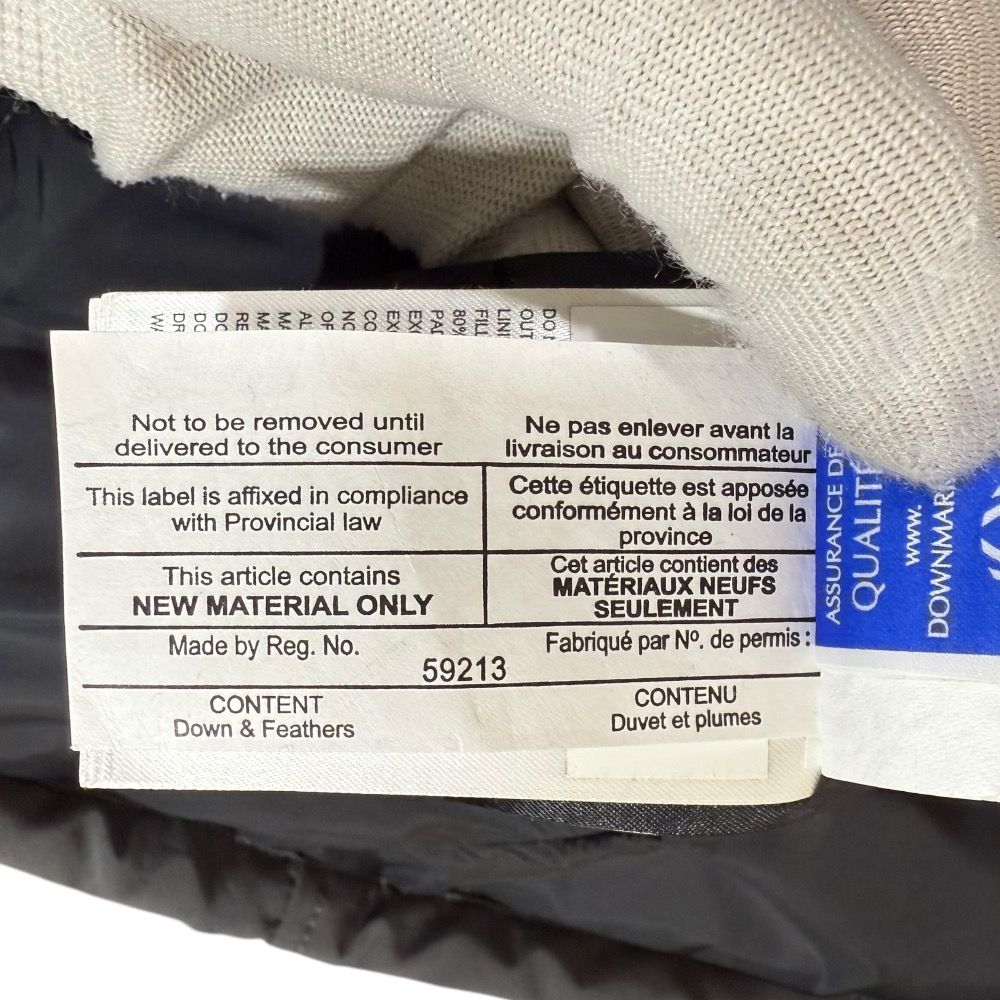 Not to be removed until
delivered to the consumer
Ne pas enlever avant la
livraison au consommateur
This label is affixed in compliance
with Provincial law
Cette étiquette est apposée
conformément à la loi de la
province
This article contains
NEW MATERIAL ONLY
Cet article contient des
MATÉRIAUX NEUFS
SEULEMENT
Made by Reg. No.
Fabriqué par Nº. de permis :
59213
CONTENT
Down & Feathers
CONTENU
Duvet et plumes
ASSURANCE DE
QUALITÉ
www.